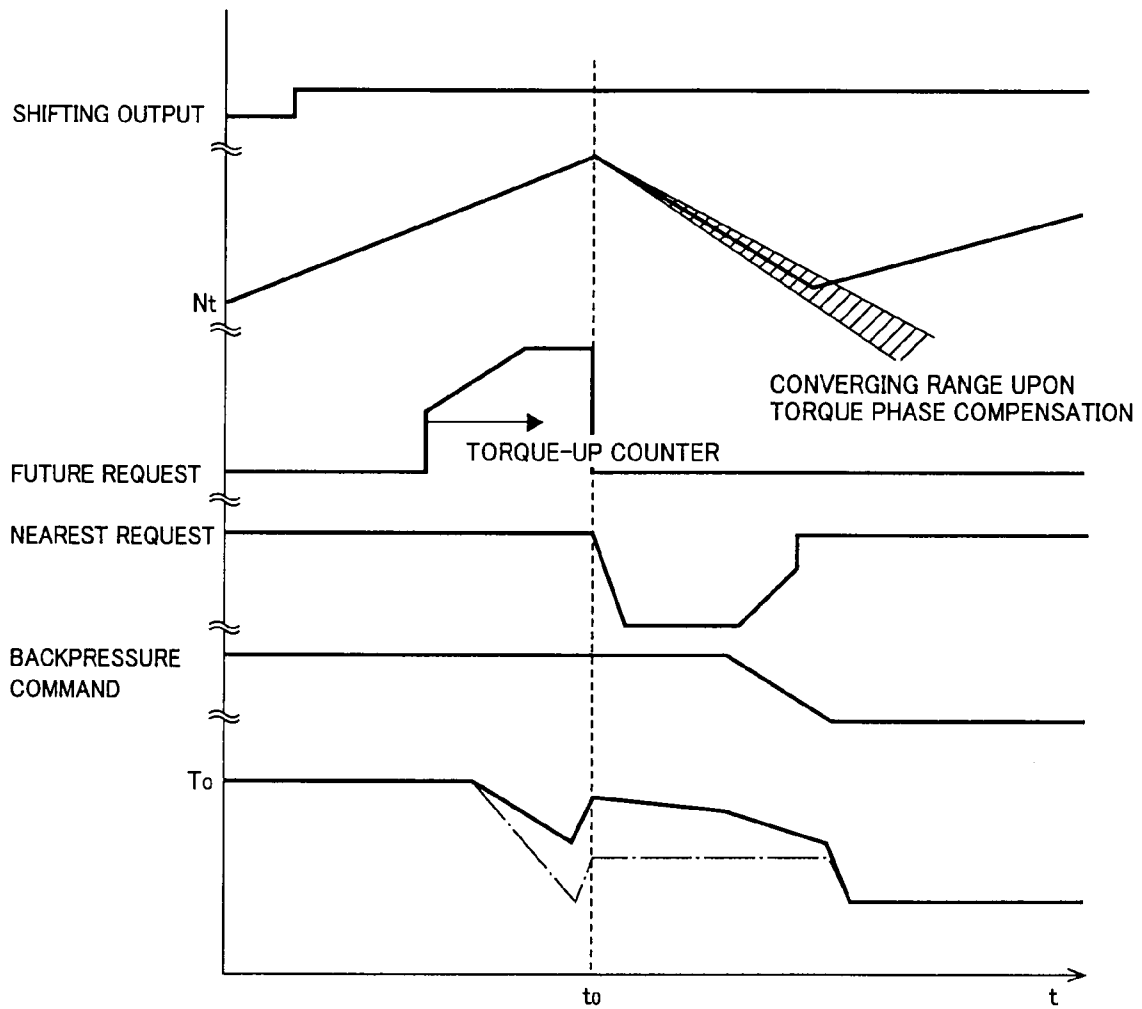 SHIFTING OUTPUT
Nt
CONVERGING RANGE UPON
TORQUE PHASE COMPENSATION
TORQUE-UP COUNTER
FUTURE REQUEST
NEAREST REQUEST
BACKPRESSURE
COMMAND
To
to
t